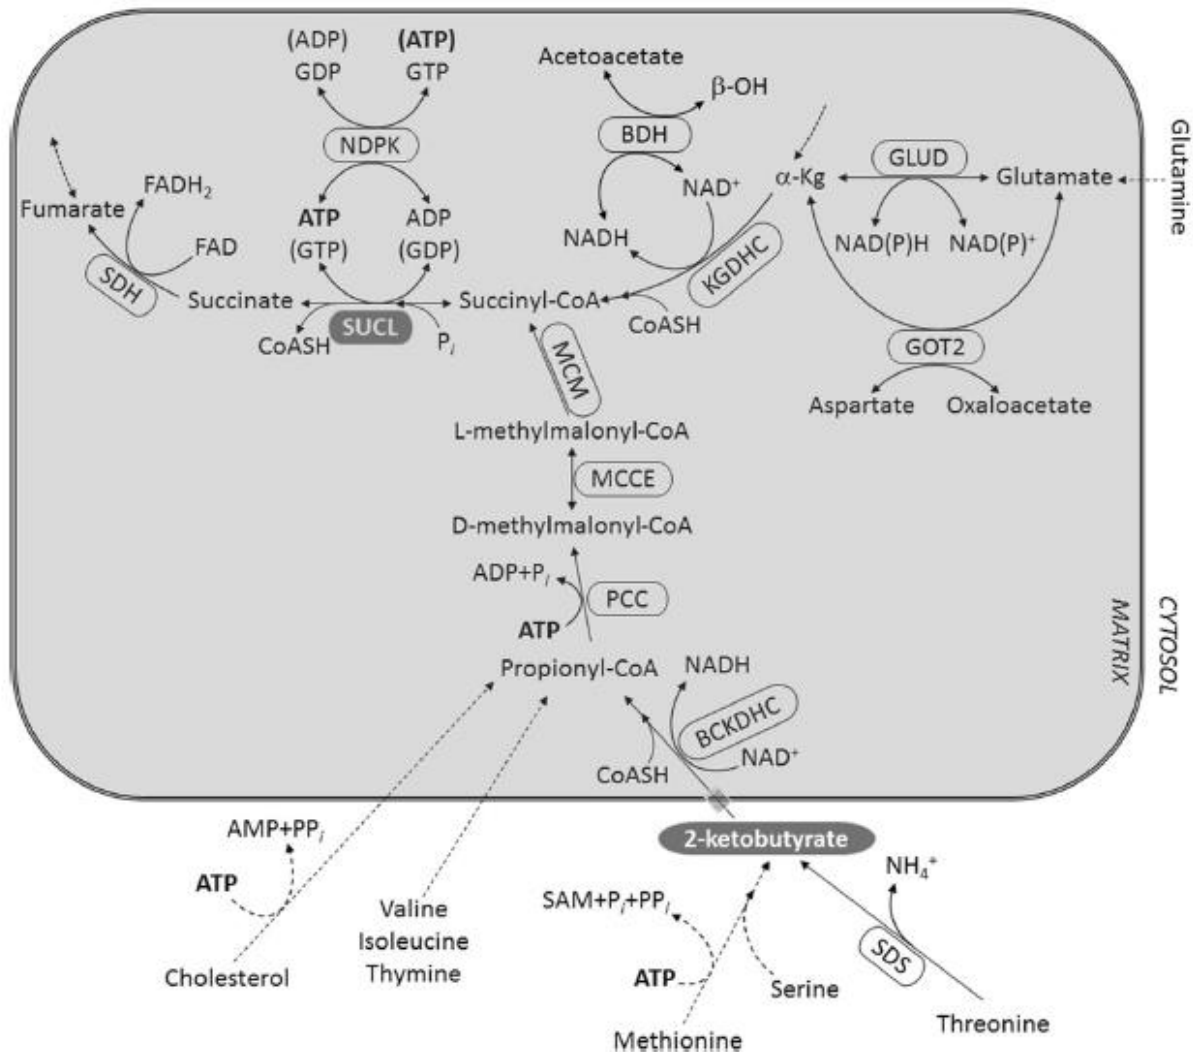 (ADP) (ATP)
GDP GTP
NDPK
ATP ADP
(GTP) (GDP)
Acetoacetate
β-OH
BDH
NAD⁺
NADH
α-Kg
GLUD
Glutamate
Glutamine
NAD(P)H NAD(P)⁺
KGDHC
Fumarate
FADH₂
FAD
SDH
Succinate
SUCL
CoASH
Pᵢ
Succinyl-CoA
CoASH
GOT2
Aspartate Oxaloacetate
MCM
L-methylmalonyl-CoA
MCCE
D-methylmalonyl-CoA
ADP+Pᵢ
PCC
ATP
Propionyl-CoA
NADH
BCKDHC
CoASH
NAD⁺
MATRIX
CYTOSOL
2-ketobutyrate
AMP+PPᵢ
ATP
Cholesterol
Valine
Isoleucine
Thymine
SAM+Pᵢ+PPᵢ
ATP
Serine
Methionine
NH₄⁺
SDS
Threonine